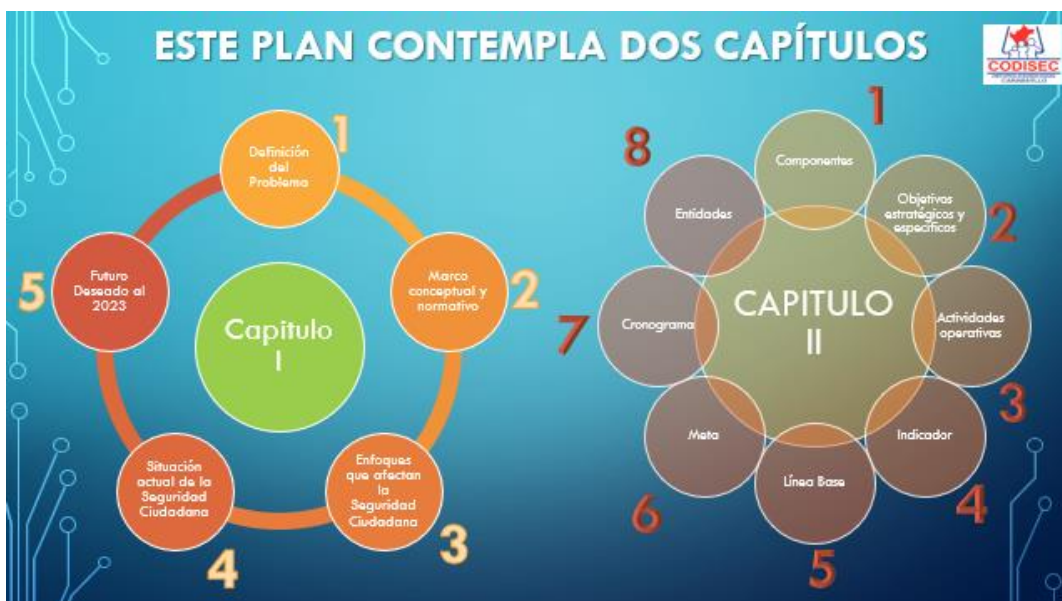 ESTE PLAN CONTEMPLA DOS CAPÍTULOS
CODISEC
CARABAYLLO
1
Definición
del
Problema
2
Marco
conceptual y
normativo
3
Enfoques
que afectan
la
Seguridad
Ciudadana
4
Situación
actual de la
Seguridad
Ciudadana
5
Futuro
Deseado al
2023
Capitulo
I
1
Componentes
2
Objetivos
estratégicos y
específicos
3
Actividades
operativas
4
Indicador
5
Línea Base
6
Meta
7
Cronograma
8
Entidades
CAPITULO
II